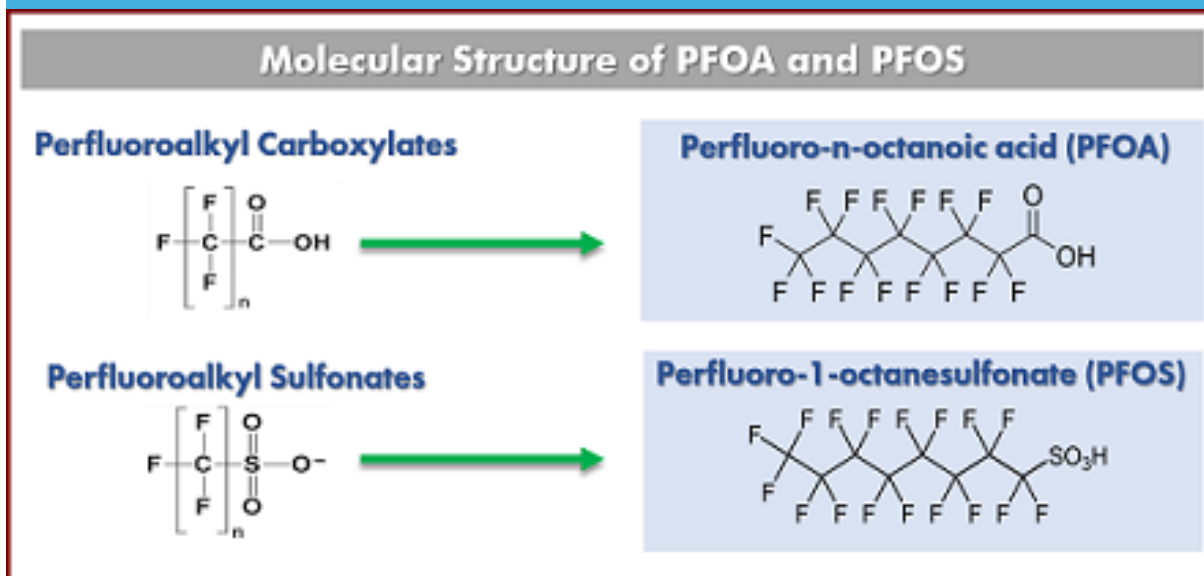 Molecular Structure of PFOA and PFOS
Perfluoroalkyl Carboxylates
F O
F C C OH
F
n
Perfluoro-n-octanoic acid (PFOA)
F F F F F F O
F
OH
F F F F F F F F
Perfluoroalkyl Sulfonates
F O
F C S O−
F O
n
Perfluoro-1-octanesulfonate (PFOS)
F F F F F F F
F
SO₃H
F
F F F F F F F F